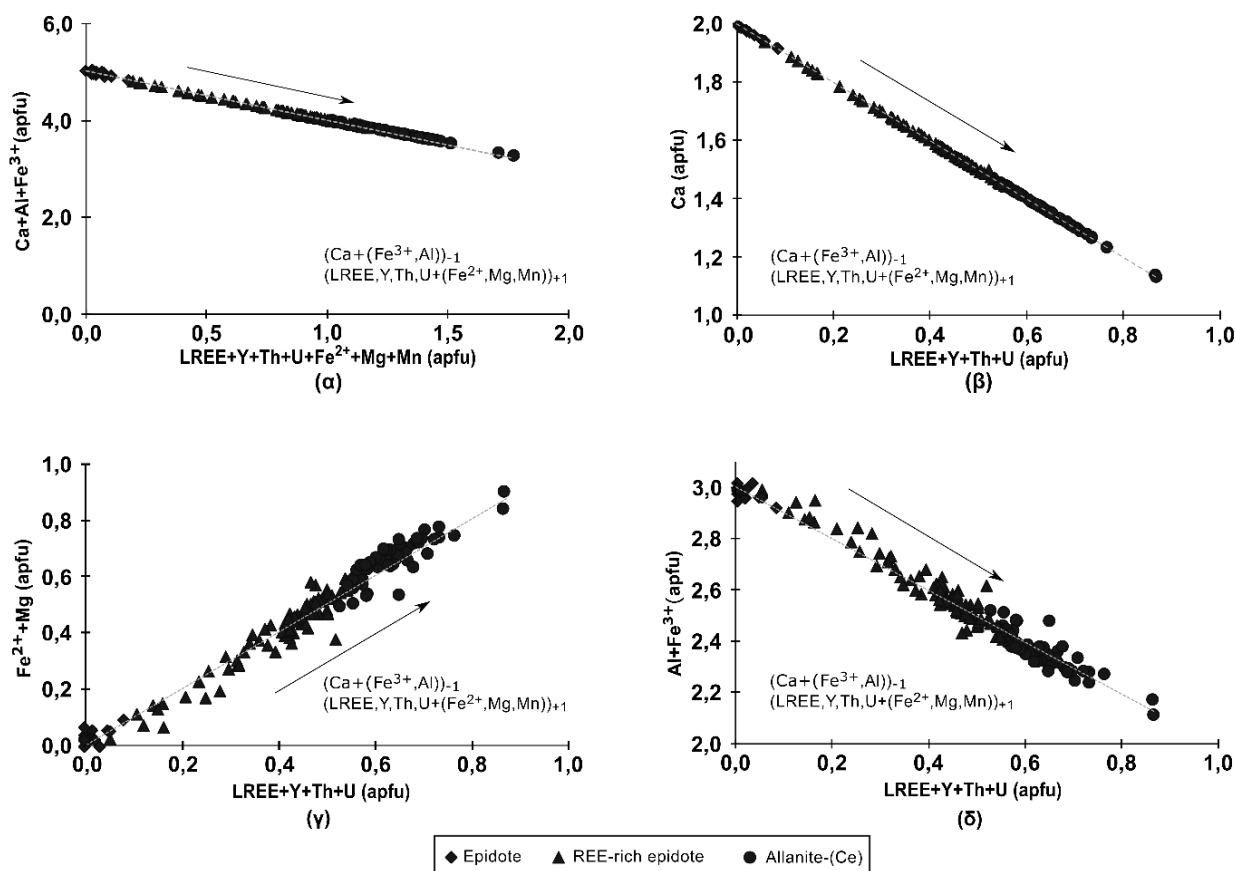 6,0
4,0
2,0
0,0
Ca+Al+Fe³⁺(apfu)
(Ca+(Fe³⁺,Al))₋₁
(LREE,Y,Th,U+(Fe²⁺,Mg,Mn))₊₁
0,0 0,5 1,0 1,5 2,0
LREE+Y+Th+U+Fe²⁺+Mg+Mn (apfu)
(α)
2,0
1,8
1,6
1,4
1,2
1,0
Ca (apfu)
(Ca+(Fe³⁺,Al))₋₁
(LREE,Y,Th,U+(Fe²⁺,Mg,Mn))₊₁
0,0 0,2 0,4 0,6 0,8 1,0
LREE+Y+Th+U (apfu)
(β)
1,0
0,8
0,6
0,4
0,2
0,0
Fe²⁺+Mg (apfu)
(Ca+(Fe³⁺,Al))₋₁
(LREE,Y,Th,U+(Fe²⁺,Mg,Mn))₊₁
0,0 0,2 0,4 0,6 0,8 1,0
LREE+Y+Th+U (apfu)
(γ)
3,0
2,8
2,6
2,4
2,2
2,0
Al+Fe³⁺(apfu)
(Ca+(Fe³⁺,Al))₋₁
(LREE,Y,Th,U+(Fe²⁺,Mg,Mn))₊₁
0,0 0,2 0,4 0,6 0,8 1,0
LREE+Y+Th+U (apfu)
(δ)
Epidote REE-rich epidote Allanite-(Ce)